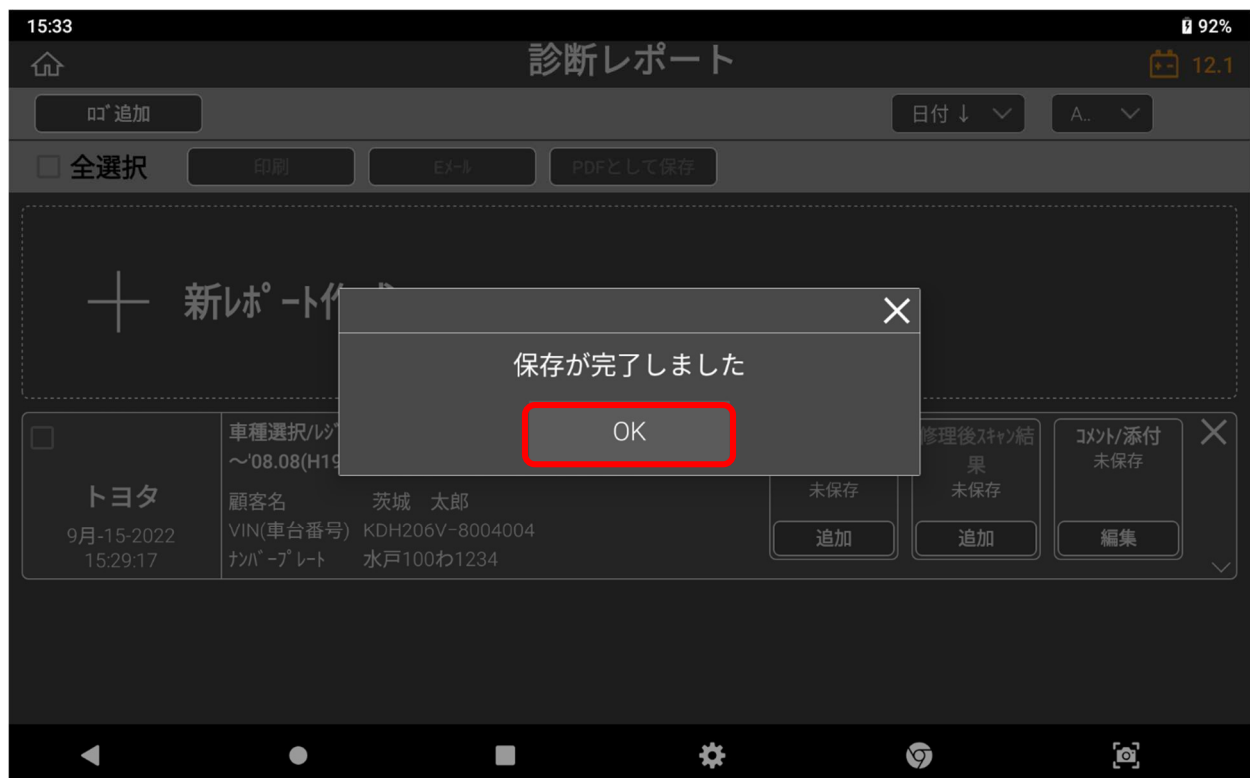 15:33
92%
診断レポート
12.1
ﾛｺﾞ追加
日付↓
A..
全選択
印刷
Eﾒｰﾙ
PDFとして保存
新ﾚﾎﾟｰﾄ作成
保存が完了しました
OK
車種選択/ﾚｼﾞ
～'08.08(H19
トヨタ
9月-15-2022
15:29:17
顧客名 茨城 太郎
VIN(車台番号) KDH206V-8004004
ﾅﾝﾊﾞｰﾌﾟﾚｰﾄ 水戸100わ1234
未保存
追加
修理後ｽｷｬﾝ結
果
未保存
追加
ｺﾒﾝﾄ/添付
未保存
編集